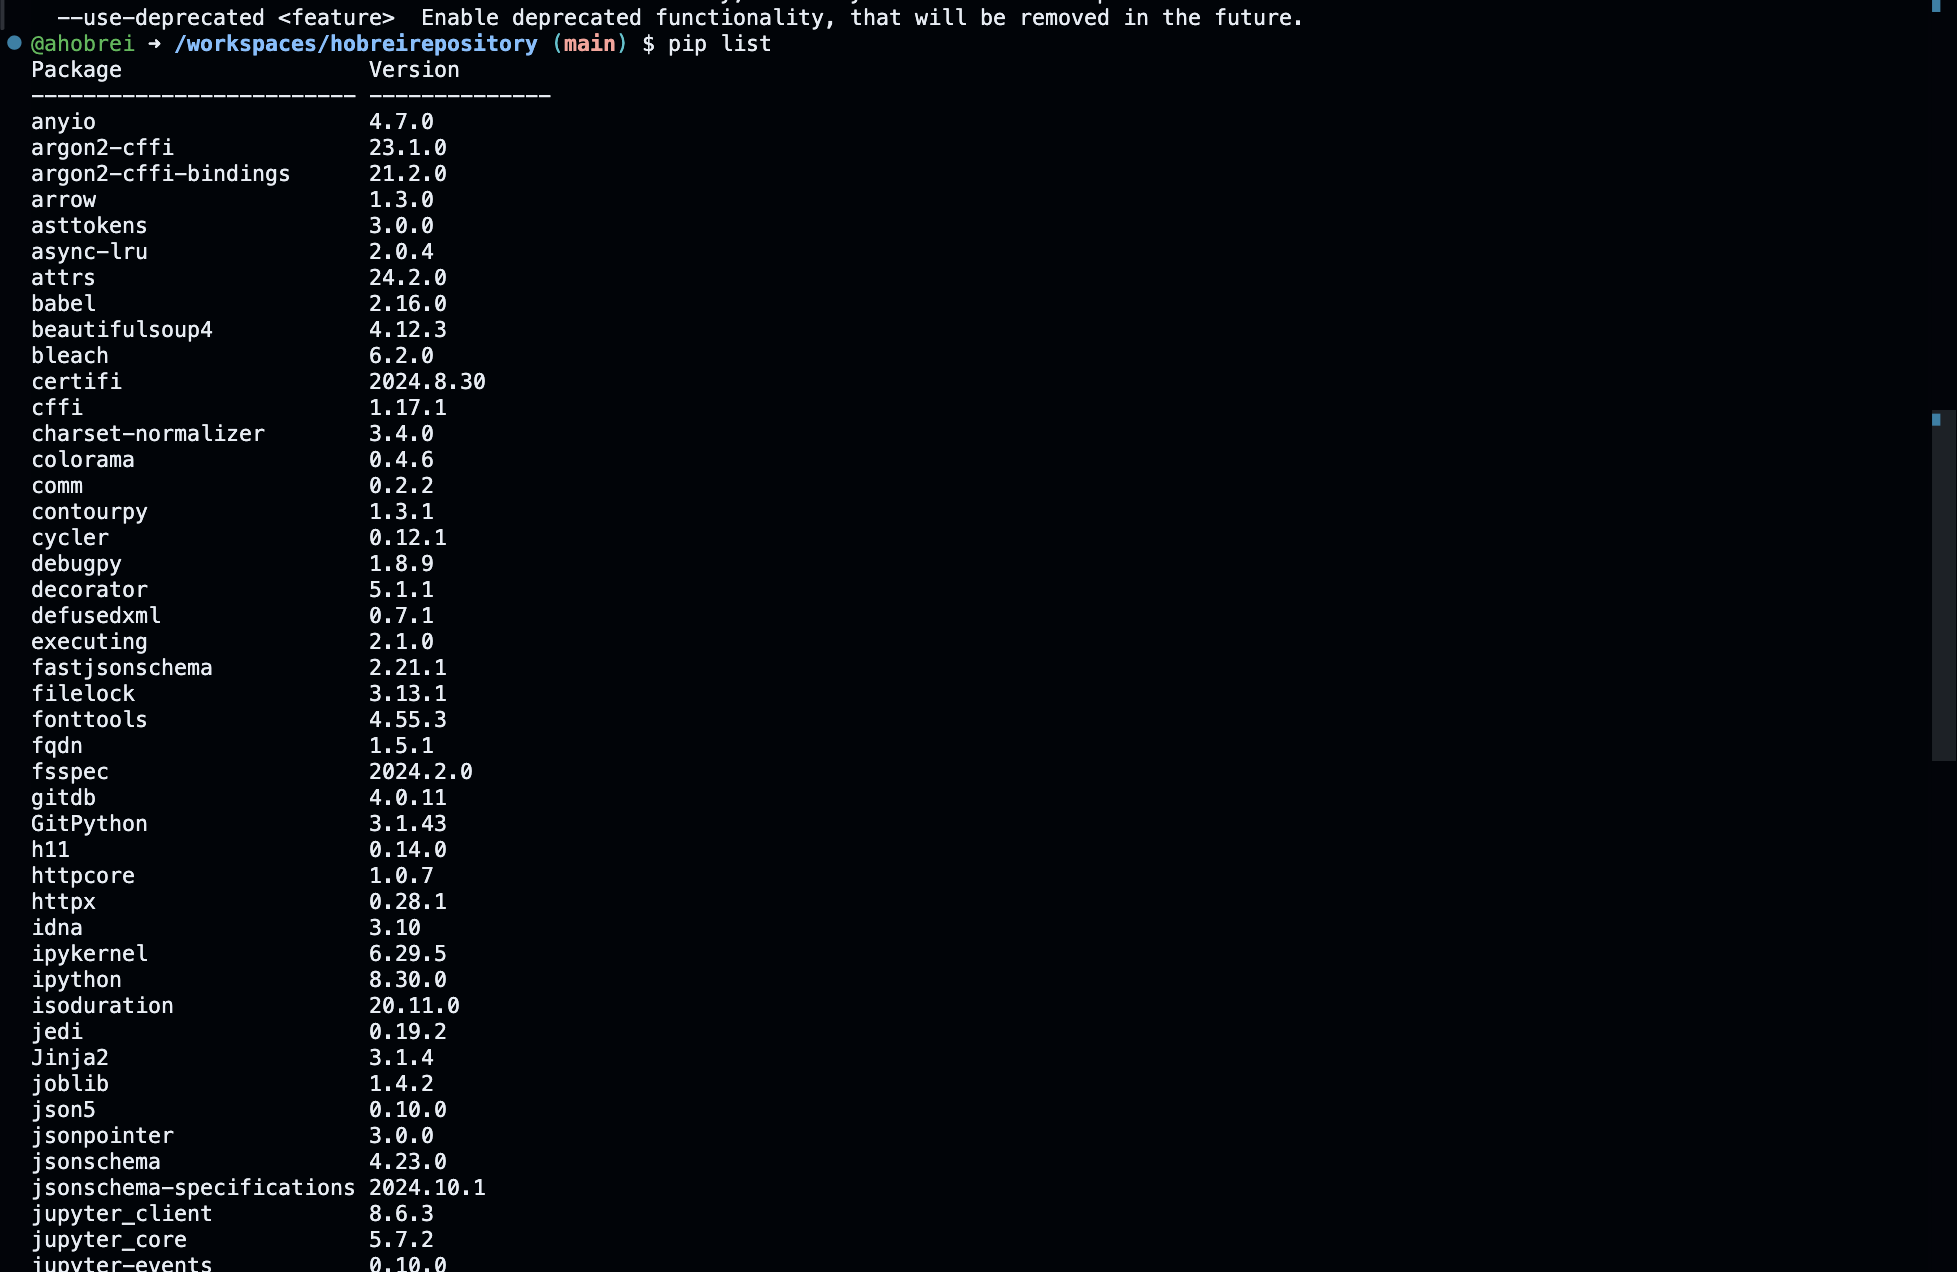 --use-deprecated <feature>  Enable deprecated functionality, that will be removed in the future.
@ahobrei ➜ /workspaces/hobreirepository (main) $ pip list
Package                   Version
------------------------- --------------
anyio                     4.7.0
argon2-cffi               23.1.0
argon2-cffi-bindings      21.2.0
arrow                     1.3.0
asttokens                 3.0.0
async-lru                 2.0.4
attrs                     24.2.0
babel                     2.16.0
beautifulsoup4            4.12.3
bleach                    6.2.0
certifi                   2024.8.30
cffi                      1.17.1
charset-normalizer        3.4.0
colorama                  0.4.6
comm                      0.2.2
contourpy                 1.3.1
cycler                    0.12.1
debugpy                   1.8.9
decorator                 5.1.1
defusedxml                0.7.1
executing                 2.1.0
fastjsonschema            2.21.1
filelock                  3.13.1
fonttools                 4.55.3
fqdn                      1.5.1
fsspec                    2024.2.0
gitdb                     4.0.11
GitPython                 3.1.43
h11                       0.14.0
httpcore                  1.0.7
httpx                     0.28.1
idna                      3.10
ipykernel                 6.29.5
ipython                   8.30.0
isoduration               20.11.0
jedi                      0.19.2
Jinja2                    3.1.4
joblib                    1.4.2
json5                     0.10.0
jsonpointer               3.0.0
jsonschema                4.23.0
jsonschema-specifications 2024.10.1
jupyter_client            8.6.3
jupyter_core              5.7.2
jupyter-events            0.10.0